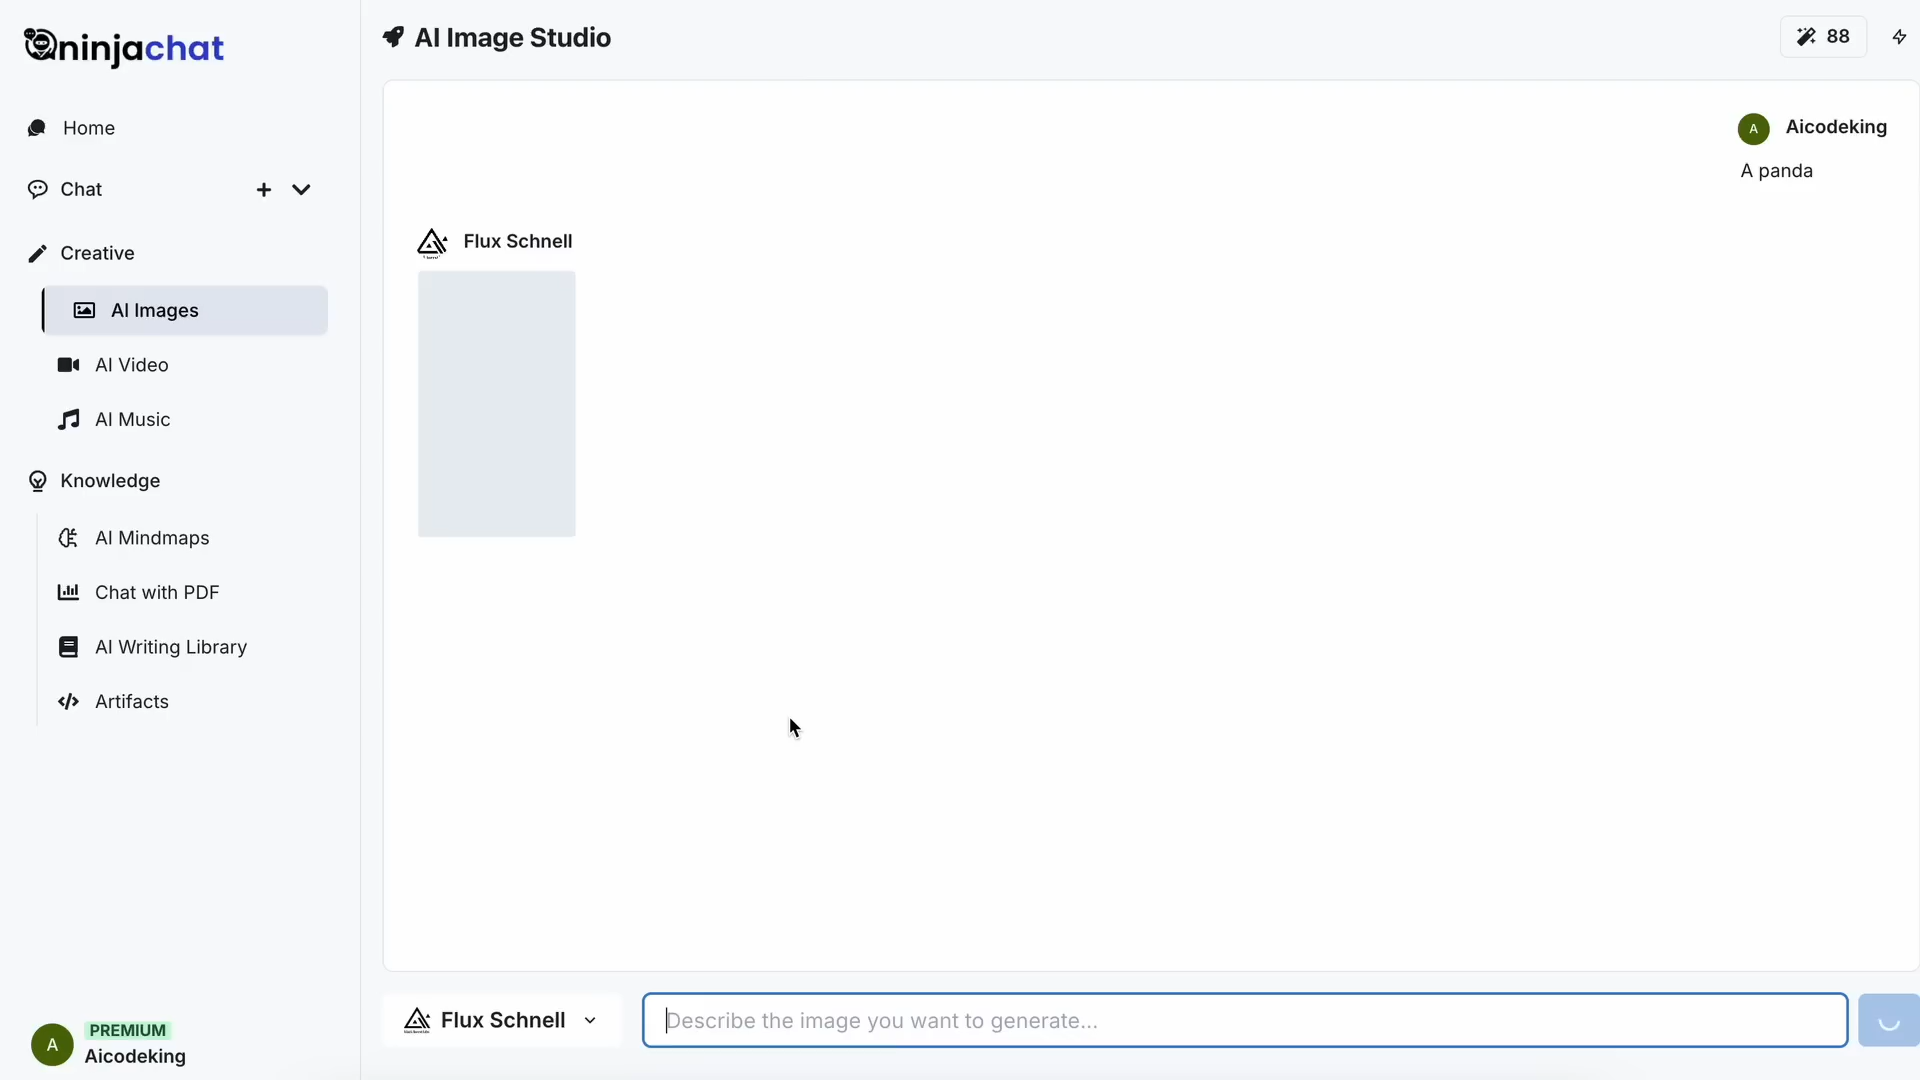 ninjachat
Home
Chat
Creative
AI Images
AI Video
AI Music
Knowledge
AI Mindmaps
Chat with PDF
AI Writing Library
Artifacts
A
PREMIUM
Aicodeking
AI Image Studio
88
A
Aicodeking
A panda
Flux Schnell
Flux Schnell
Describe the image you want to generate...